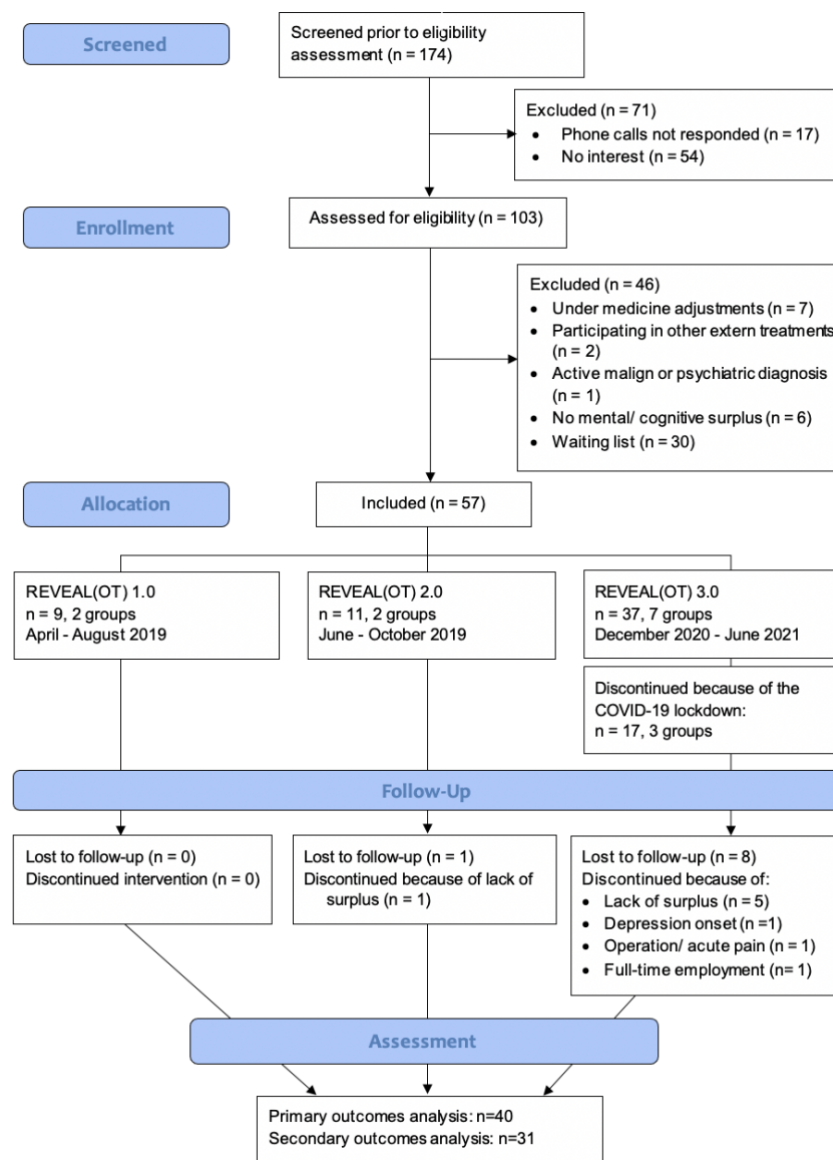 Screened
Screened prior to eligibility
assessment (n = 174)
Excluded (n = 71)
• Phone calls not responded (n = 17)
• No interest (n = 54)
Enrollment
Assessed for eligibility (n = 103)
Excluded (n = 46)
• Under medicine adjustments (n = 7)
• Participating in other extern treatments
(n = 2)
• Active malign or psychiatric diagnosis
(n = 1)
• No mental/ cognitive surplus (n = 6)
• Waiting list (n = 30)
Allocation
Included (n = 57)
REVEAL(OT) 1.0
n = 9, 2 groups
April - August 2019
REVEAL(OT) 2.0
n = 11, 2 groups
June - October 2019
REVEAL(OT) 3.0
n = 37, 7 groups
December 2020 - June 2021
Discontinued because of the
COVID-19 lockdown:
n = 17, 3 groups
Follow-Up
Lost to follow-up (n = 0)
Discontinued intervention (n = 0)
Lost to follow-up (n = 1)
Discontinued because of lack of
surplus (n = 1)
Lost to follow-up (n = 8)
Discontinued because of:
• Lack of surplus (n = 5)
• Depression onset (n =1)
• Operation/ acute pain (n = 1)
• Full-time employment (n= 1)
Assessment
Primary outcomes analysis: n=40
Secondary outcomes analysis: n=31